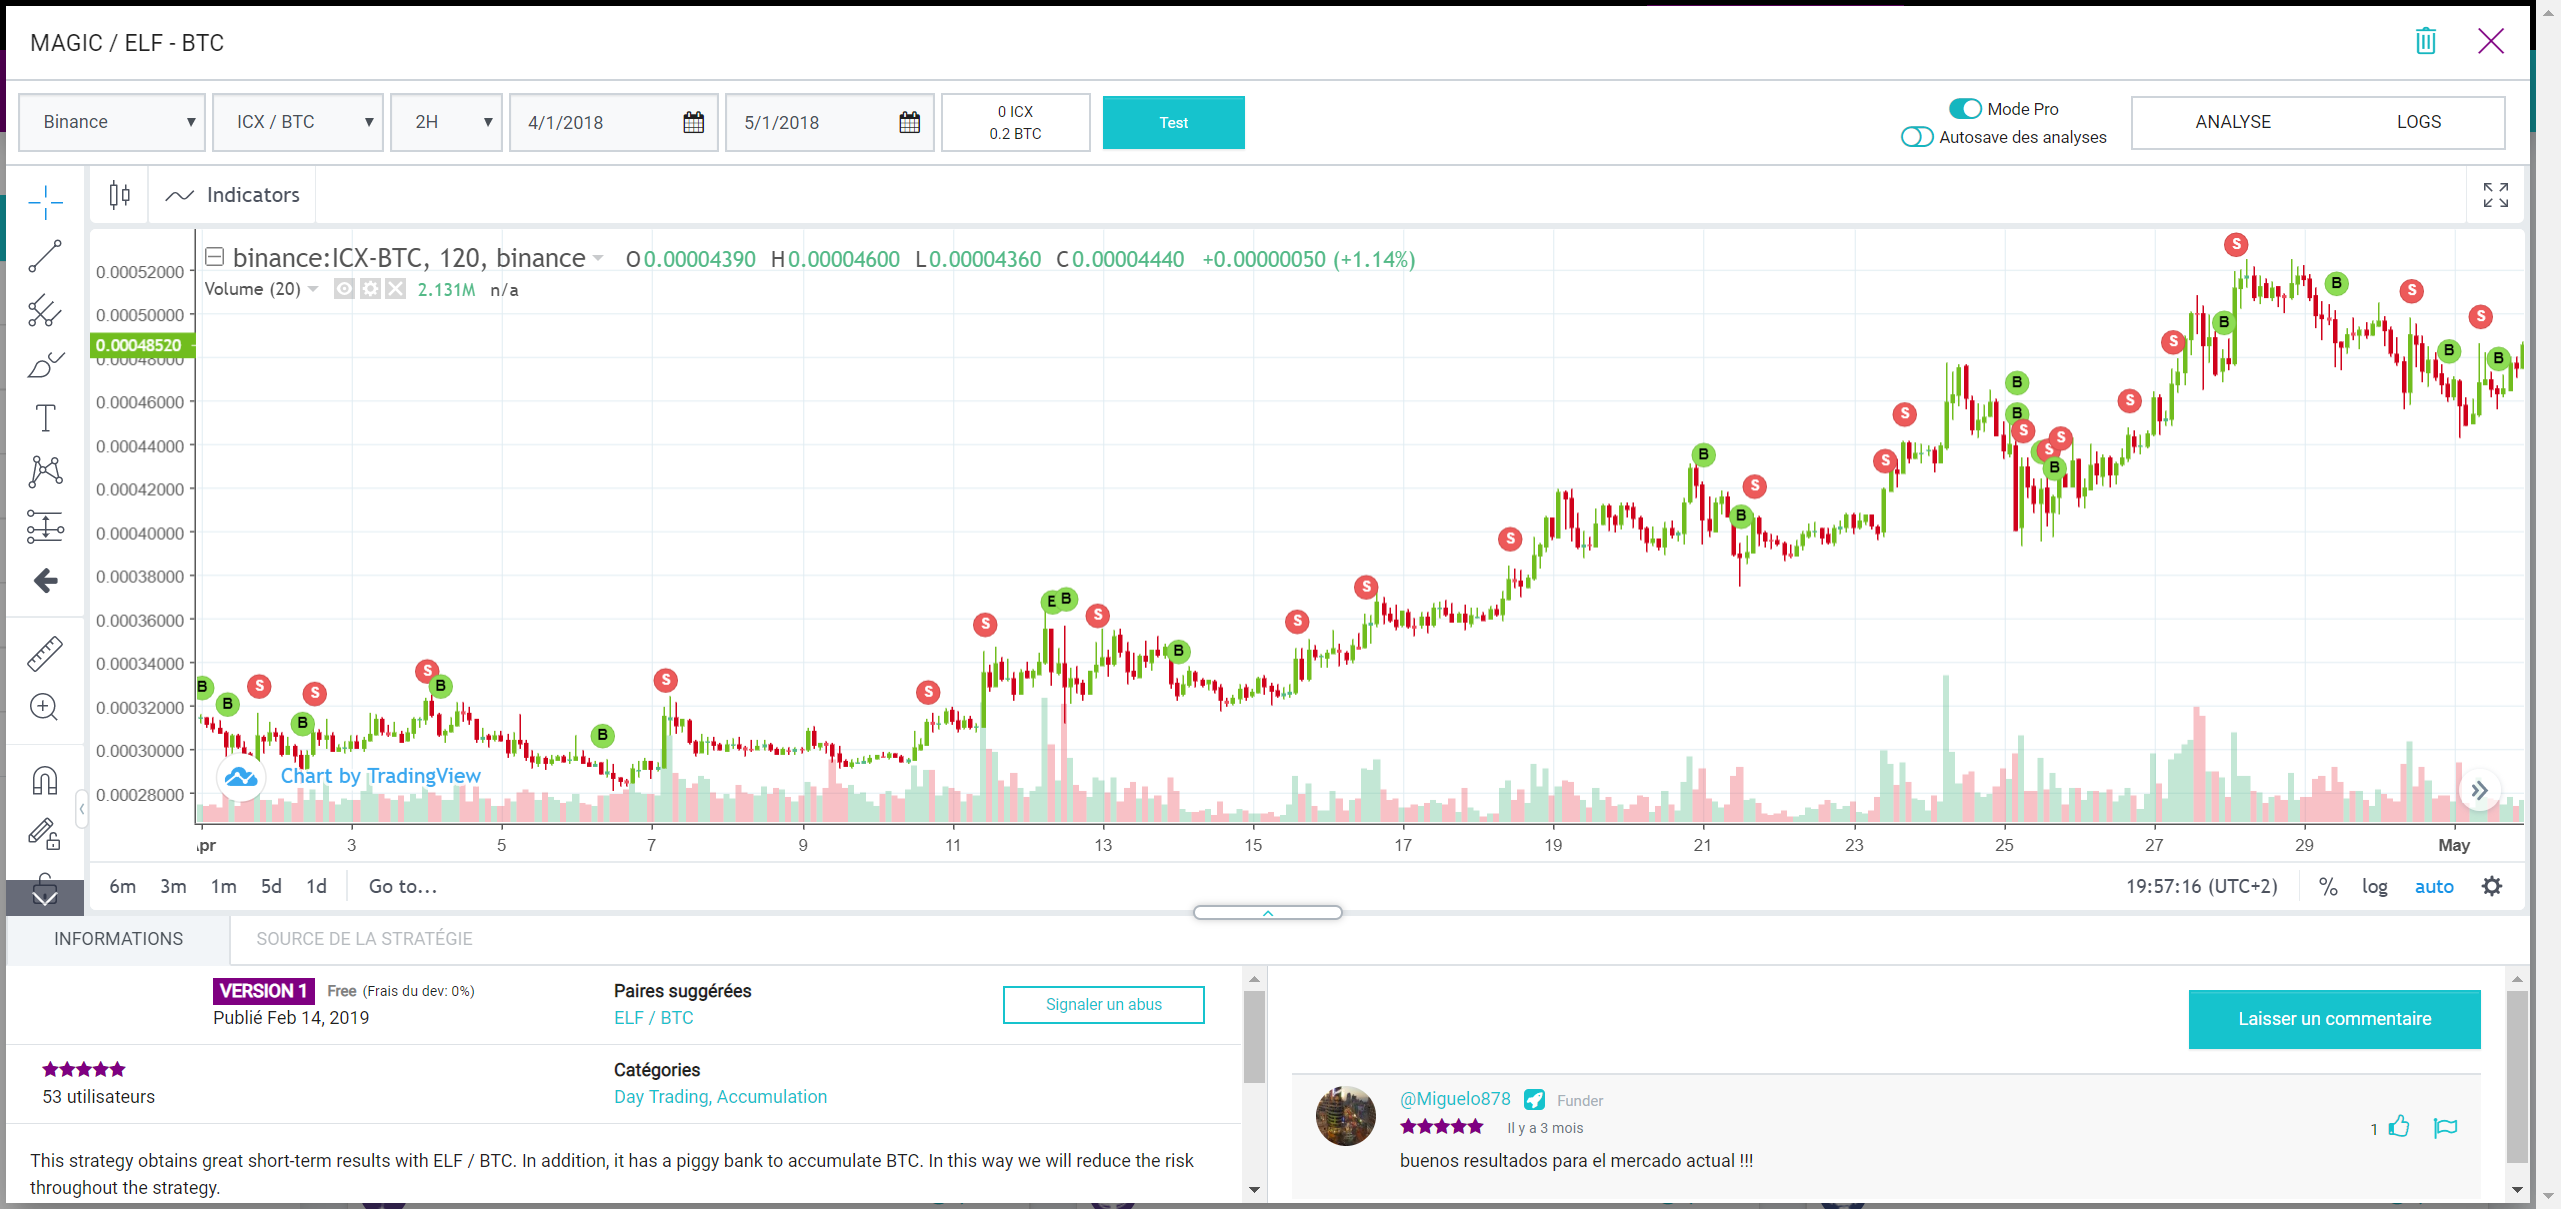 MAGIC / ELF - BTC
Binance
ICX / BTC
2H
4/1/2018
5/1/2018
0 ICX
0.2 BTC
Test
Mode Pro
Autosave des analyses
ANALYSE
LOGS
Indicators
binance:ICX-BTC, 120, binance O0.00004390 H0.00004600 L0.00004360 C0.00004440 +0.00000050 (+1.14%)
Volume (20) 2.131M n/a
0.00052000
0.00050000
0.00048520
0.00048000
0.00046000
0.00044000
0.00042000
0.00040000
0.00038000
0.00036000
0.00034000
0.00032000
0.00030000
0.00028000
B B S B S S B B S S S E B S B S S S B B S S S B B S S B S S S B S B S B S B
Chart by TradingView
Apr 3 5 7 9 11 13 15 17 19 21 23 25 27 29 May
6m 3m 1m 5d 1d Go to...
19:57:16 (UTC+2) % log auto
INFORMATIONS
SOURCE DE LA STRATÉGIE
VERSION 1 Free (Frais du dev: 0%)
Publié Feb 14, 2019
Paires suggérées
ELF / BTC
Signaler un abus
53 utilisateurs
Catégories
Day Trading, Accumulation
This strategy obtains great short-term results with ELF / BTC. In addition, it has a piggy bank to accumulate BTC. In this way we will reduce the risk
throughout the strategy.
Laisser un commentaire
@Miguelo878 Funder
Il y a 3 mois
1
buenos resultados para el mercado actual !!!